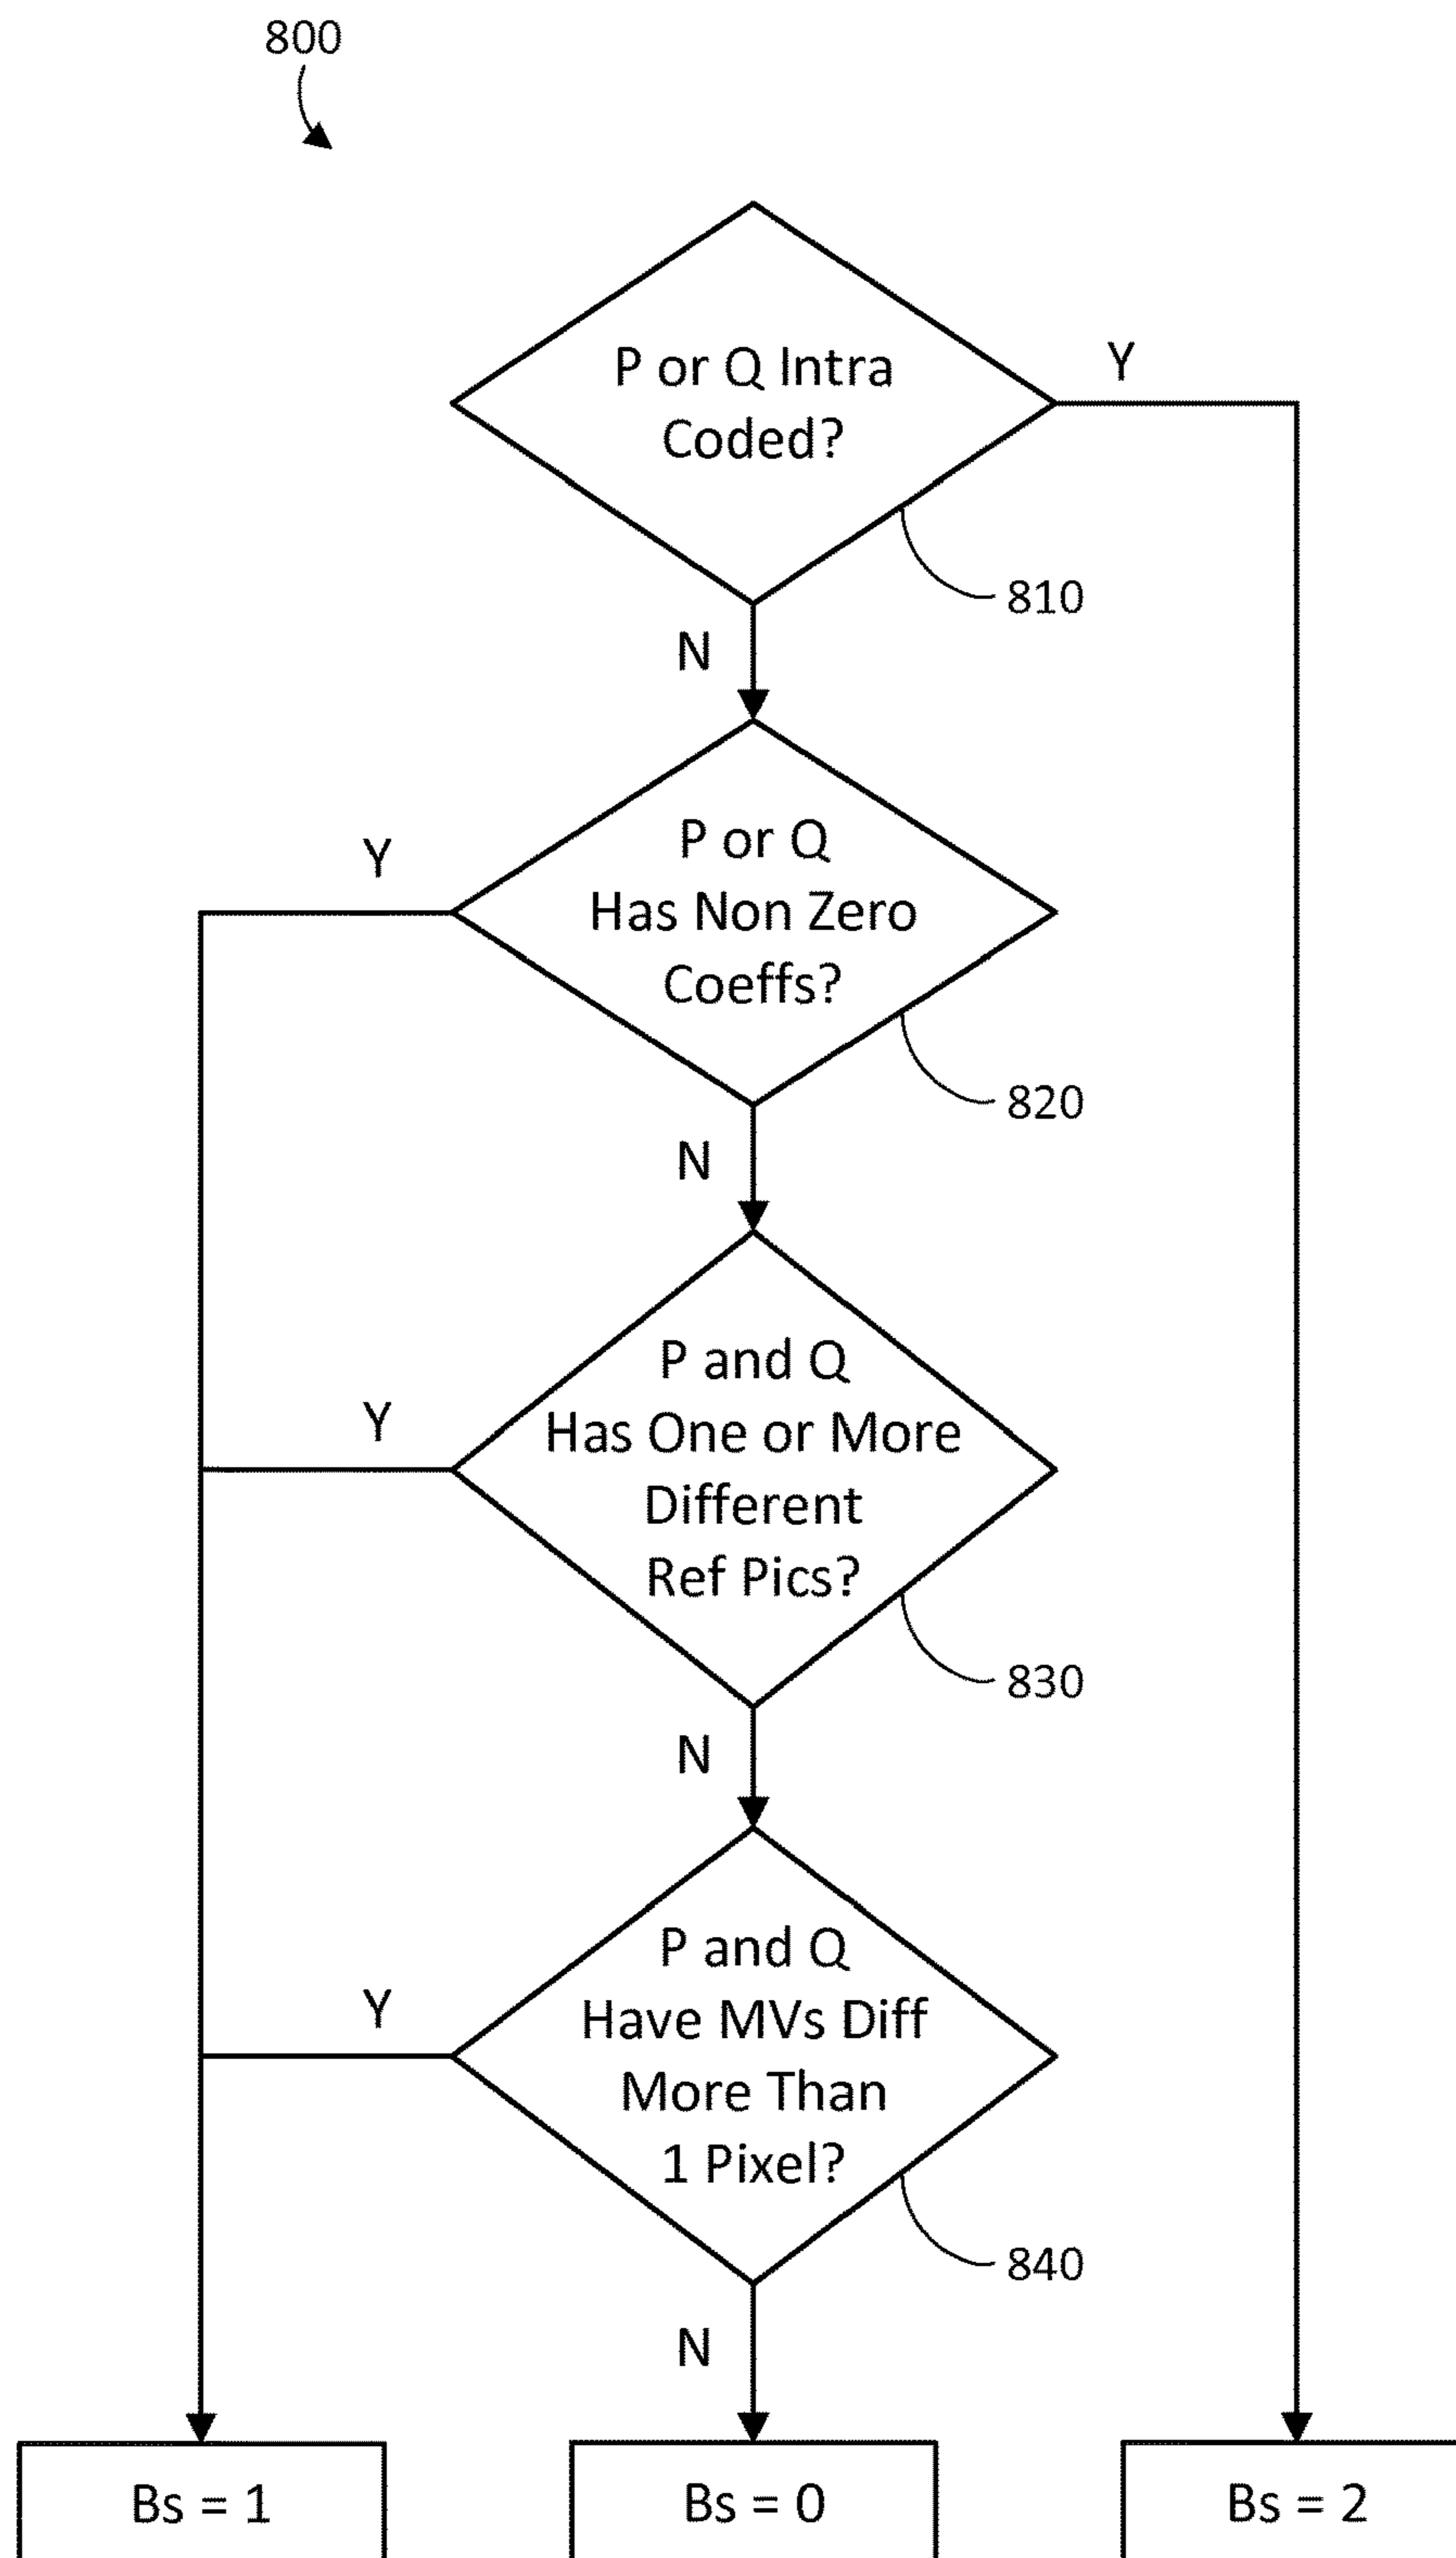 800
P or Q Intra
Coded?
Y
810
N
P or Q
Has Non Zero
Coeffs?
Y
820
N
P and Q
Has One or More
Different
Ref Pics?
Y
830
N
P and Q
Have MVs Diff
More Than
1 Pixel?
Y
840
N
Bs = 1
Bs = 0
Bs = 2